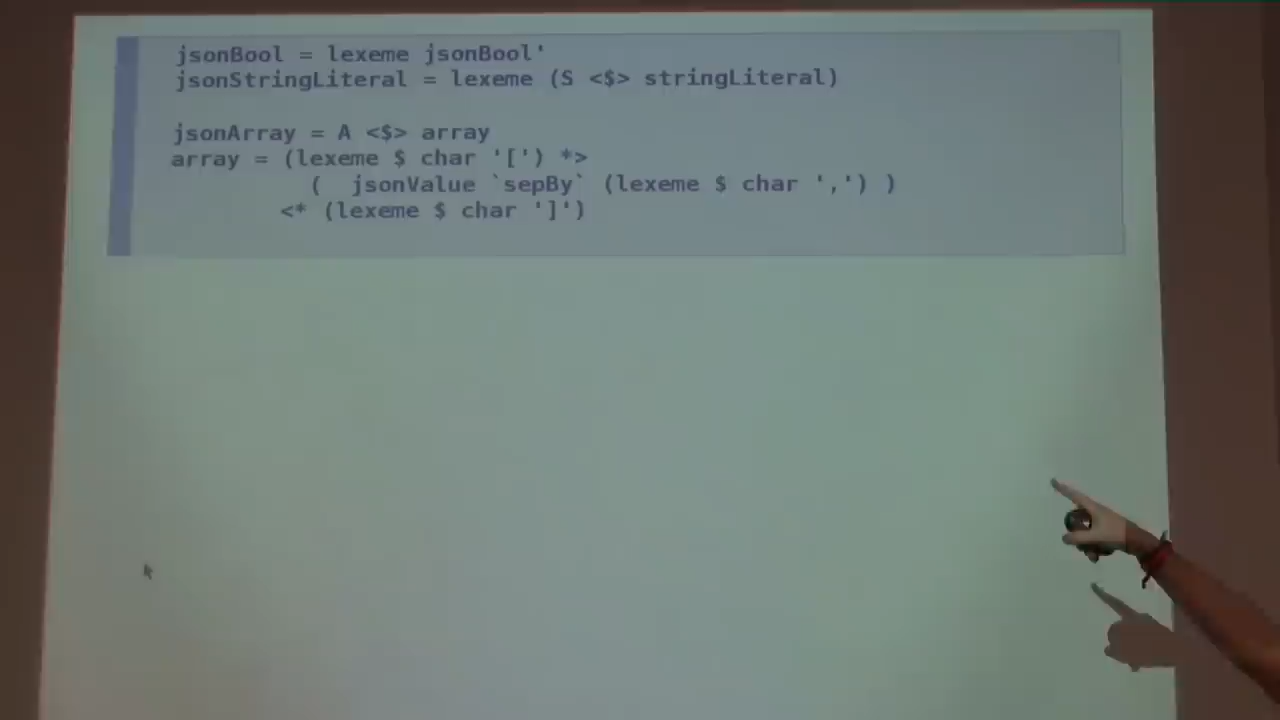 jsonBool = lexeme jsonBool'
jsonStringLiteral = lexeme (S <$> stringLiteral)
jsonArray = A <$> array
array = (lexeme $ char '[') *>
( jsonValue `sepBy` (lexeme $ char ',') )
<* (lexeme $ char ']')